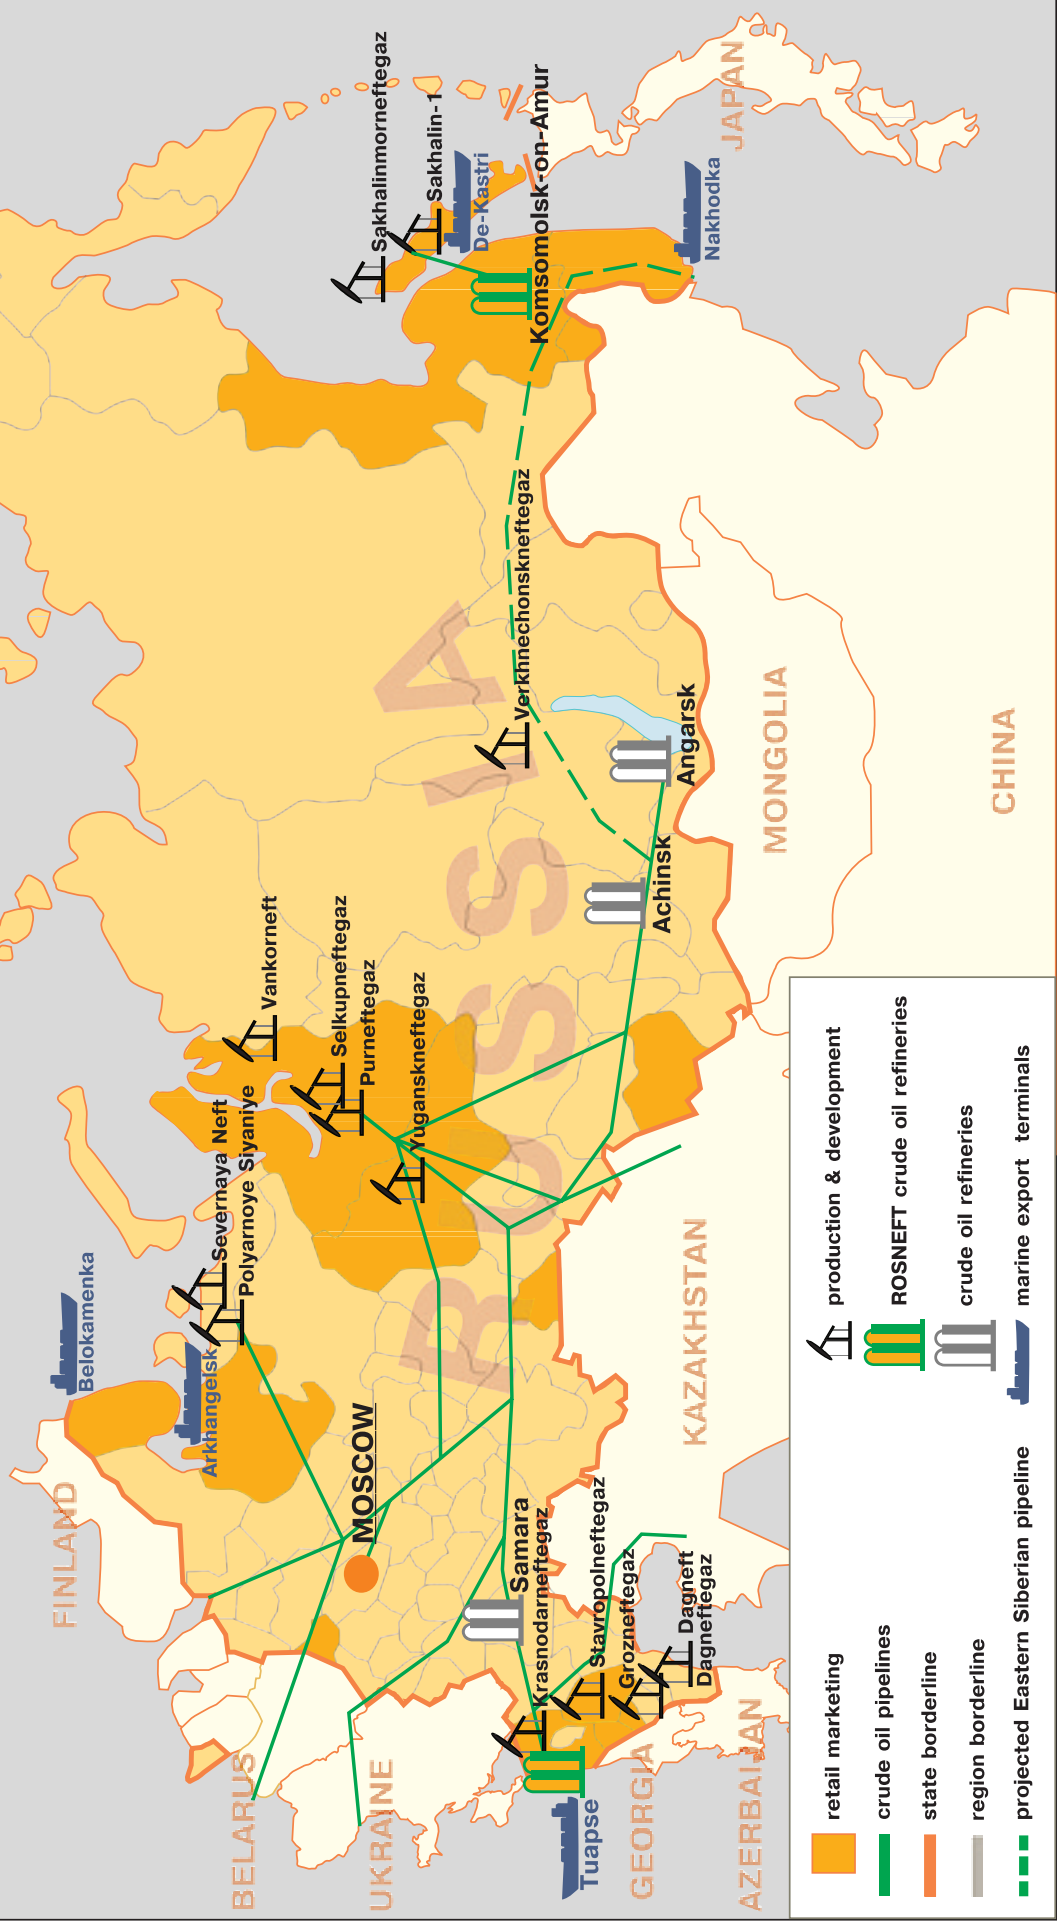 FINLAND
BELARUS
UKRAINE
GEORGIA
AZERBAIJAN
KAZAKHSTAN
RUSSIA
MONGOLIA
CHINA
JAPAN
Belokamenka
Arkhangelsk
Severnaya Neft
Polyarnoye Siyaniye
Vankorneft
Selkupneftegaz
Purneftegaz
Yuganskneftegaz
MOSCOW
Samara
Krasnodarneftegaz
Stavropolneftegaz
Grozneftegaz
Dagneft
Dagneftegaz
Tuapse
Achinsk
Angarsk
Verkhnechonskneftegaz
Sakhalinmorneftegaz
Sakhalin-1
De-Kastri
Komsomolsk-on-Amur
Nakhodka
retail marketing
crude oil pipelines
state borderline
region borderline
projected Eastern Siberian pipeline
production & development
ROSNEFT crude oil refineries
crude oil refineries
marine export terminals